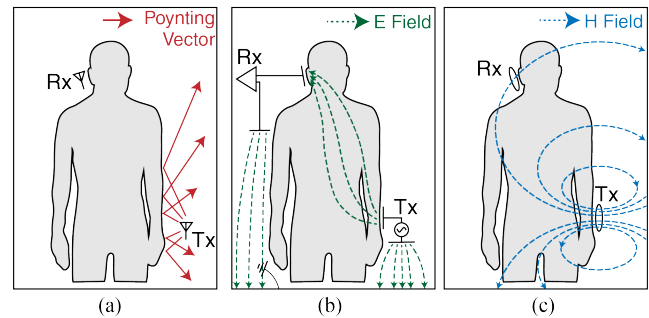 Poynting
Vector
Rx
Tx
(a)
E Field
Rx
Tx
(b)
H Field
Rx
Tx
(c)